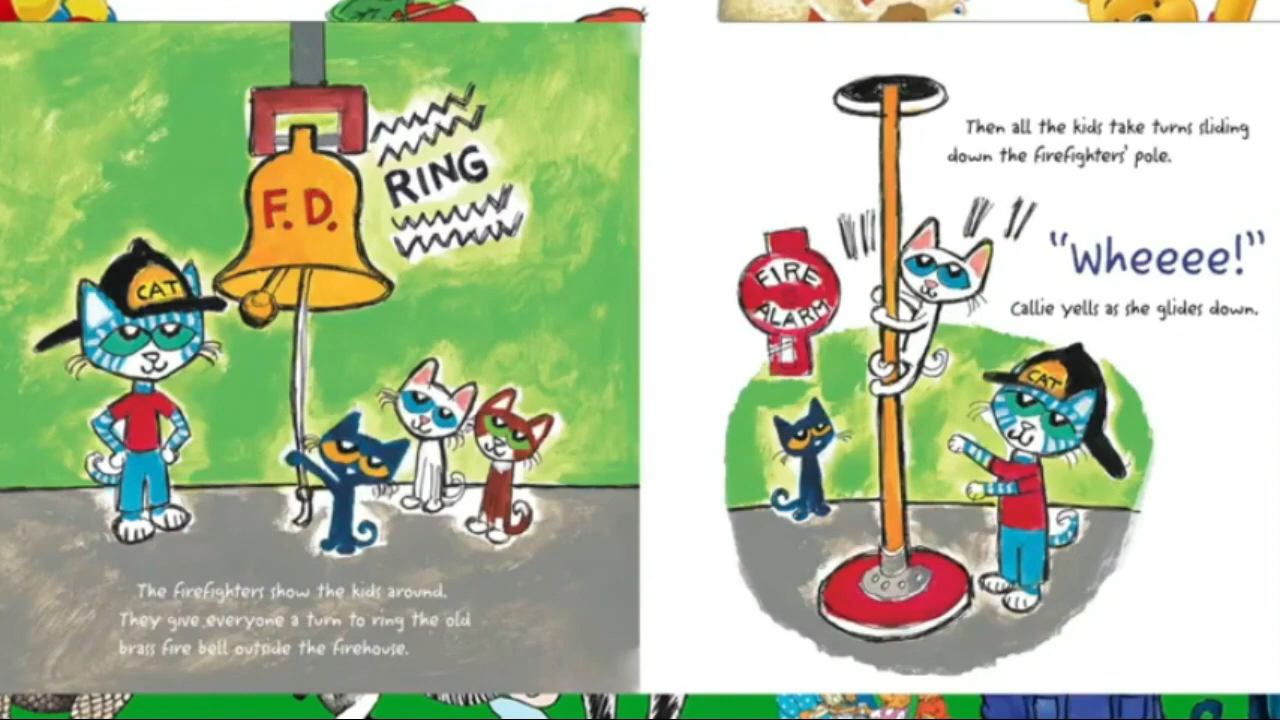 F. D.
RING
CAT
The firefighters show the kids around.
They give everyone a turn to ring the old
brass fire bell outside the firehouse.
Then all the kids take turns sliding
down the firefighters' pole.
"Wheeee!"
Callie yells as she glides down.
FIRE
ALARM
CAT